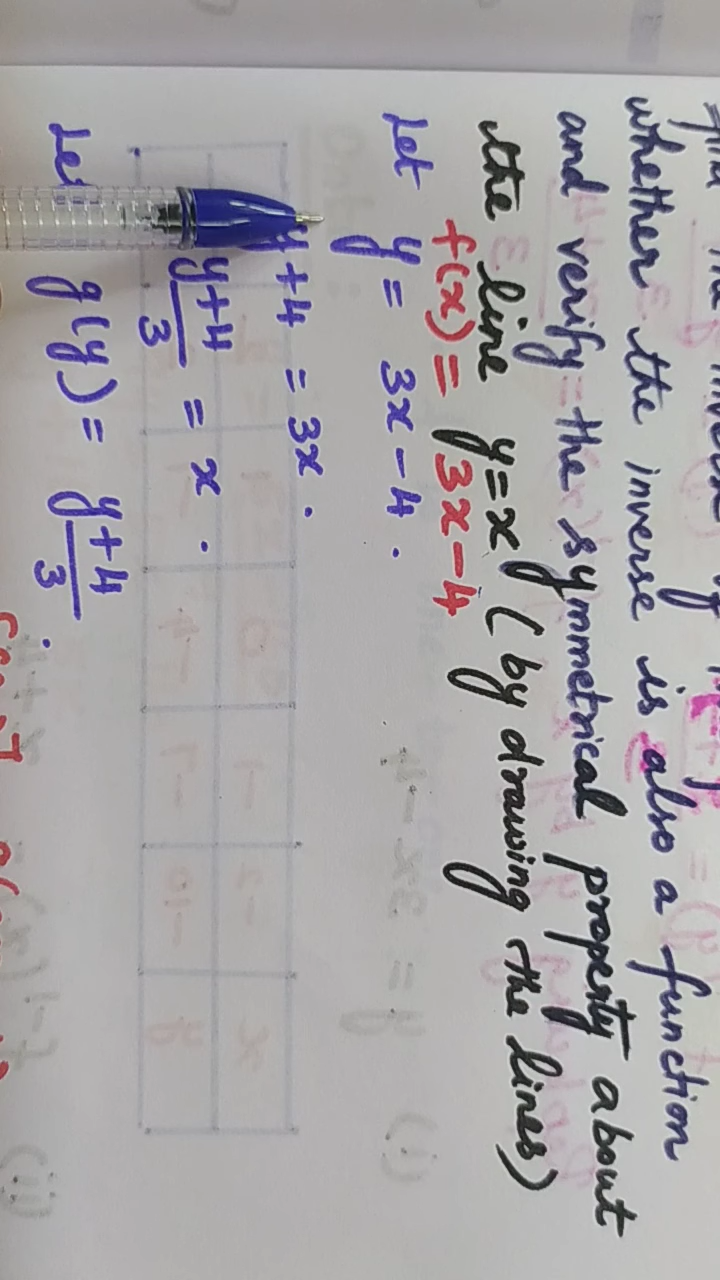 whether the inverse is also a function
and verify the symmetrical property about
the line y=x (by drawing the lines)
f(x) = 3x-4
Let y = 3x-4.
y+4 = 3x.
y+4/3 = x.
g(y) = y+4/3.